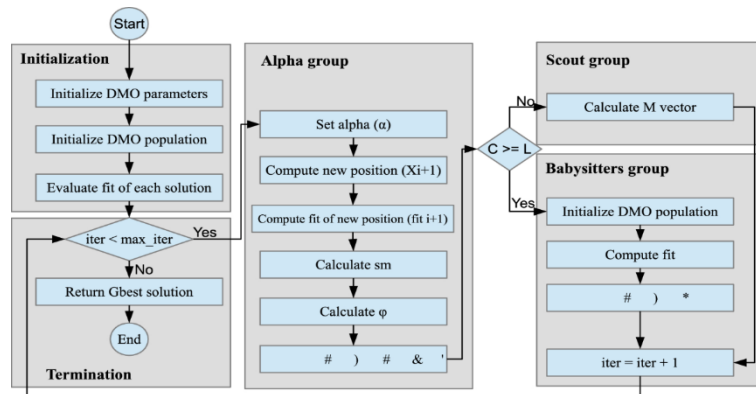 Start
Initialization
Initialize DMO parameters
Initialize DMO population
Evaluate fit of each solution
iter < max_iter
Yes
No
Return Gbest solution
End
Termination
Alpha group
Set alpha (α)
Compute new position (Xi+1)
Compute fit of new position (fit i+1)
Calculate sm
Calculate φ
# ) # & '
C >= L
No
Yes
Scout group
Calculate M vector
Babysitters group
Initialize DMO population
Compute fit
# ) *
iter = iter + 1